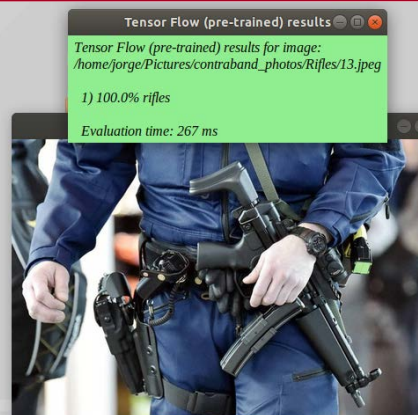 Tensor Flow (pre-trained) results
Tensor Flow (pre-trained) results for image:
/home/jorge/Pictures/contraband_photos/Rifles/13.jpeg
1) 100.0% rifles
Evaluation time: 267 ms